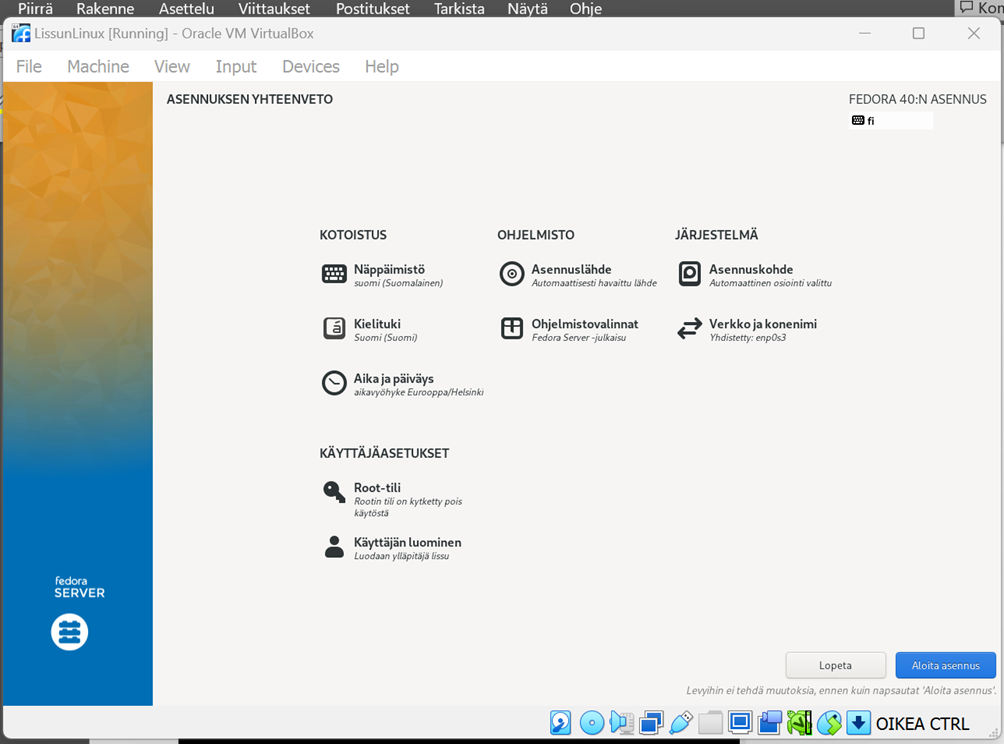 Piirrä Rakenne Asettelu Viittaukset Postitukset Tarkista Näytä Ohje
LissunLinux [Running] - Oracle VM VirtualBox
File Machine View Input Devices Help
ASENNUKSEN YHTEENVETO
FEDORA 40:N ASENNUS
fi
KOTOISTUS
Näppäimistö
suomi (Suomalainen)
Kielituki
Suomi (Suomi)
Aika ja päiväys
aikavyöhyke Eurooppa/Helsinki
OHJELMISTO
Asennuslähde
Automaattisesti havaittu lähde
Ohjelmistovalinnat
Fedora Server -julkaisu
JÄRJESTELMÄ
Asennuskohde
Automaattinen osiointi valittu
Verkko ja konenimi
Yhdistetty: enp0s3
KÄYTTÄJÄASETUKSET
Root-tili
Rootin tili on kytketty pois
käytöstä
Käyttäjän luominen
Luodaan ylläpitäjä lissu
fedora
SERVER
Lopeta
Aloita asennus
Levyihin ei tehdä muutoksia, ennen kuin napsautat 'Aloita asennus'.
OIKEA CTRL